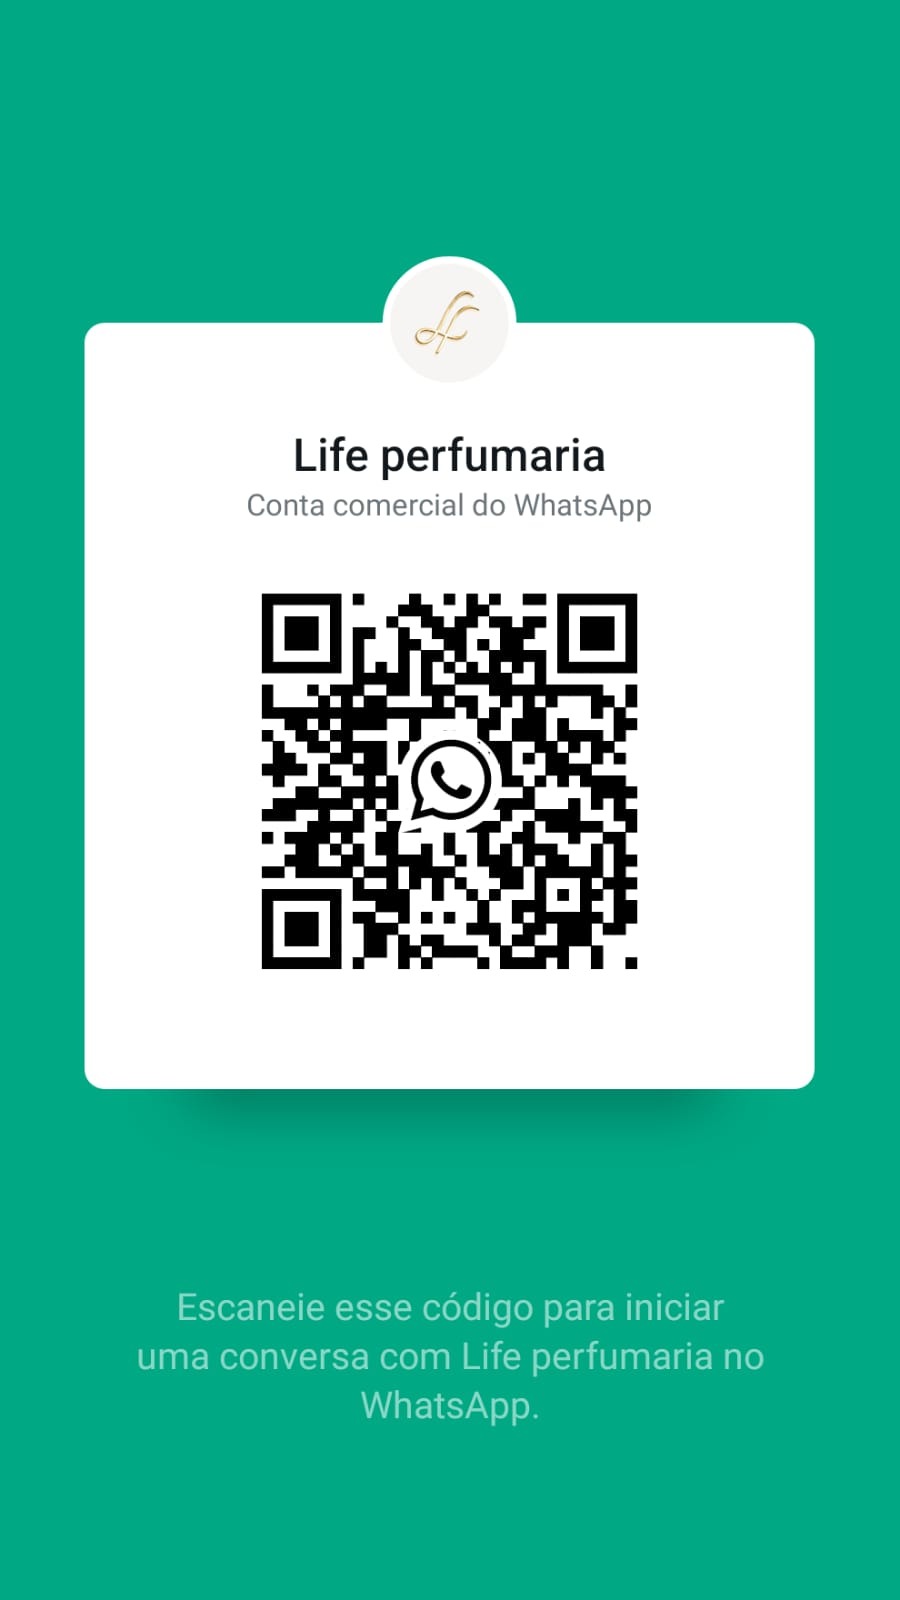 Life perfumaria
Conta comercial do WhatsApp
Escaneie esse código para iniciar
uma conversa com Life perfumaria no
WhatsApp.